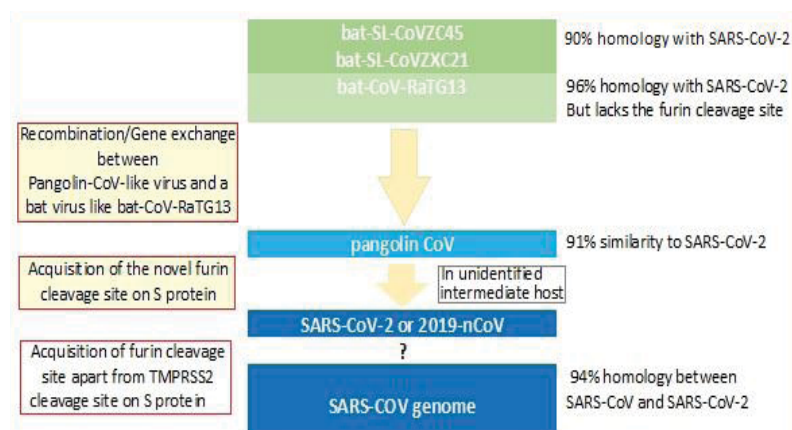 bat-SL-CoVZC45
bat-SL-CoVZXC21
90% homology with SARS-CoV-2
bat-CoV-RaTG13
96% homology with SARS-CoV-2
But lacks the furin cleavage site
Recombination/Gene exchange
between
Pangolin-CoV-like virus and a
bat virus like bat-CoV-RaTG13
pangolin CoV
91% similarity to SARS-CoV-2
Acquisition of the novel furin
cleavage site on S protein
In unidentified
intermediate host
SARS-CoV-2 or 2019-nCoV
?
Acquisition of furin cleavage
site apart from TMPRSS2
cleavage site on S protein
SARS-COV genome
94% homology between
SARS-CoV and SARS-CoV-2